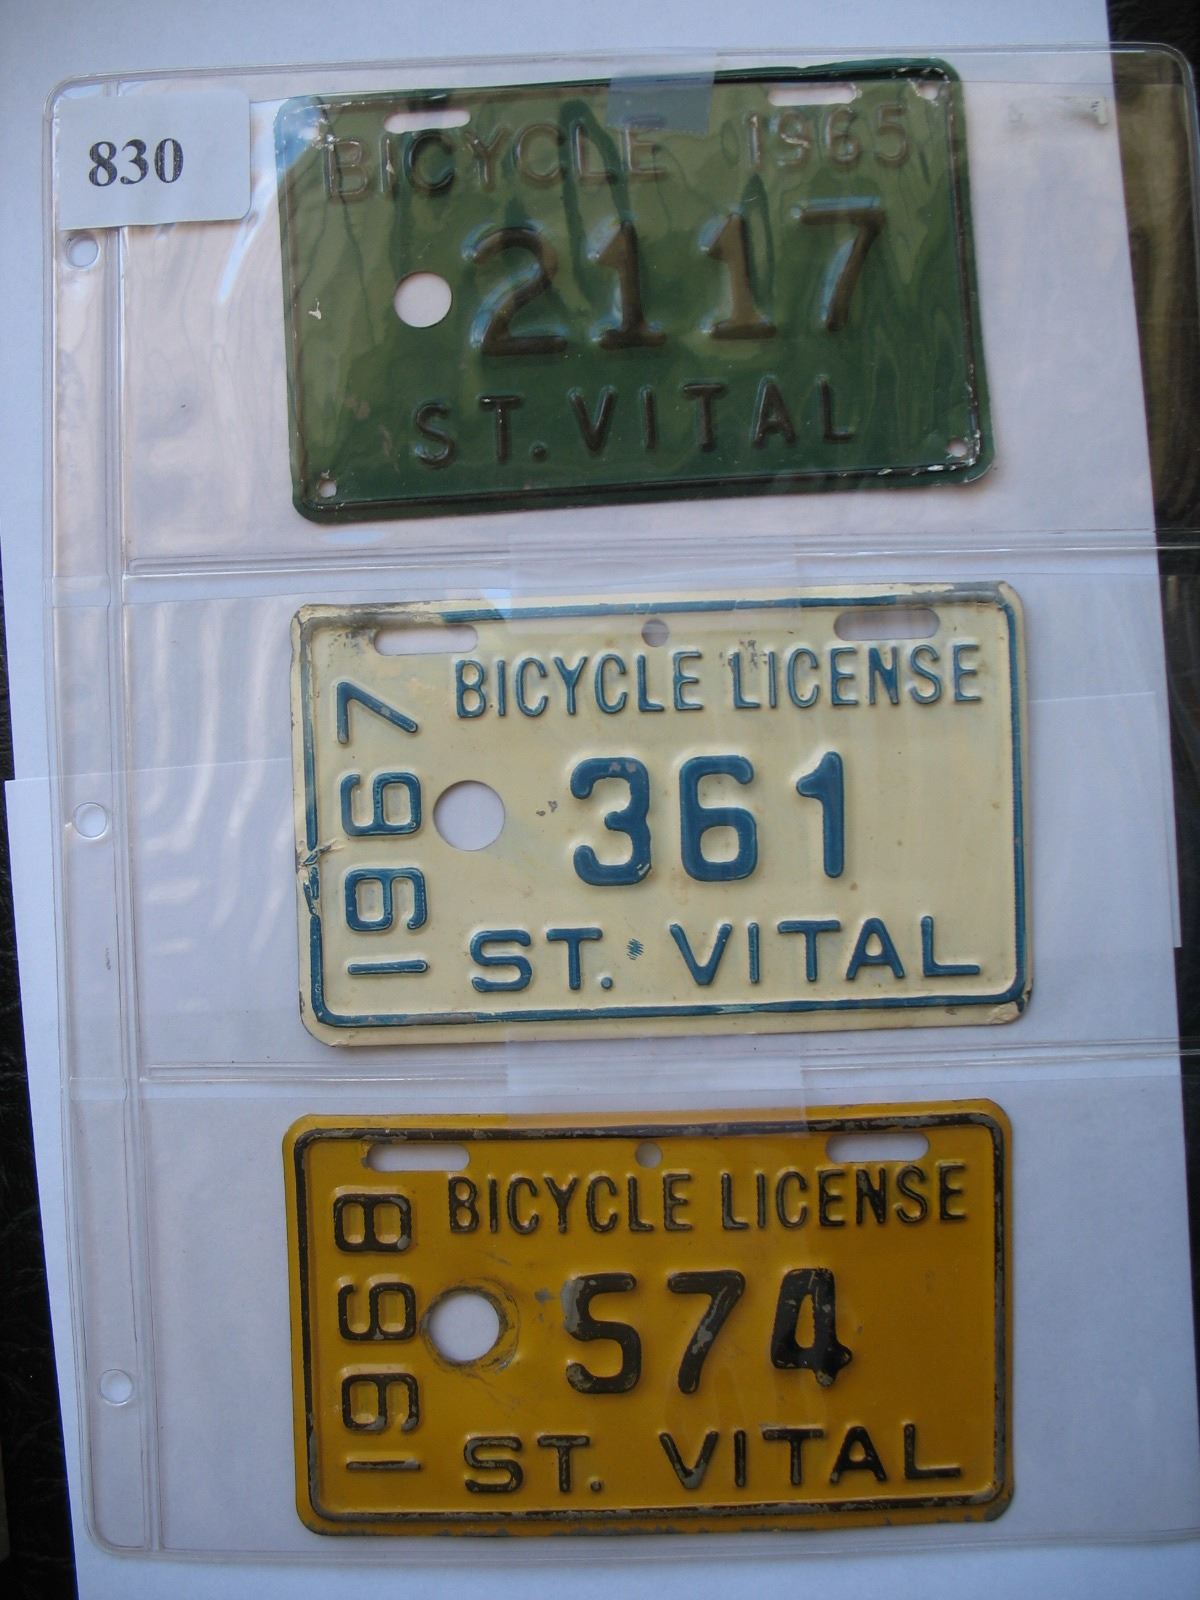 830
BICYCLE 1965
2117
ST. VITAL
BICYCLE LICENSE
1967
361
ST. VITAL
BICYCLE LICENSE
1968
574
ST. VITAL